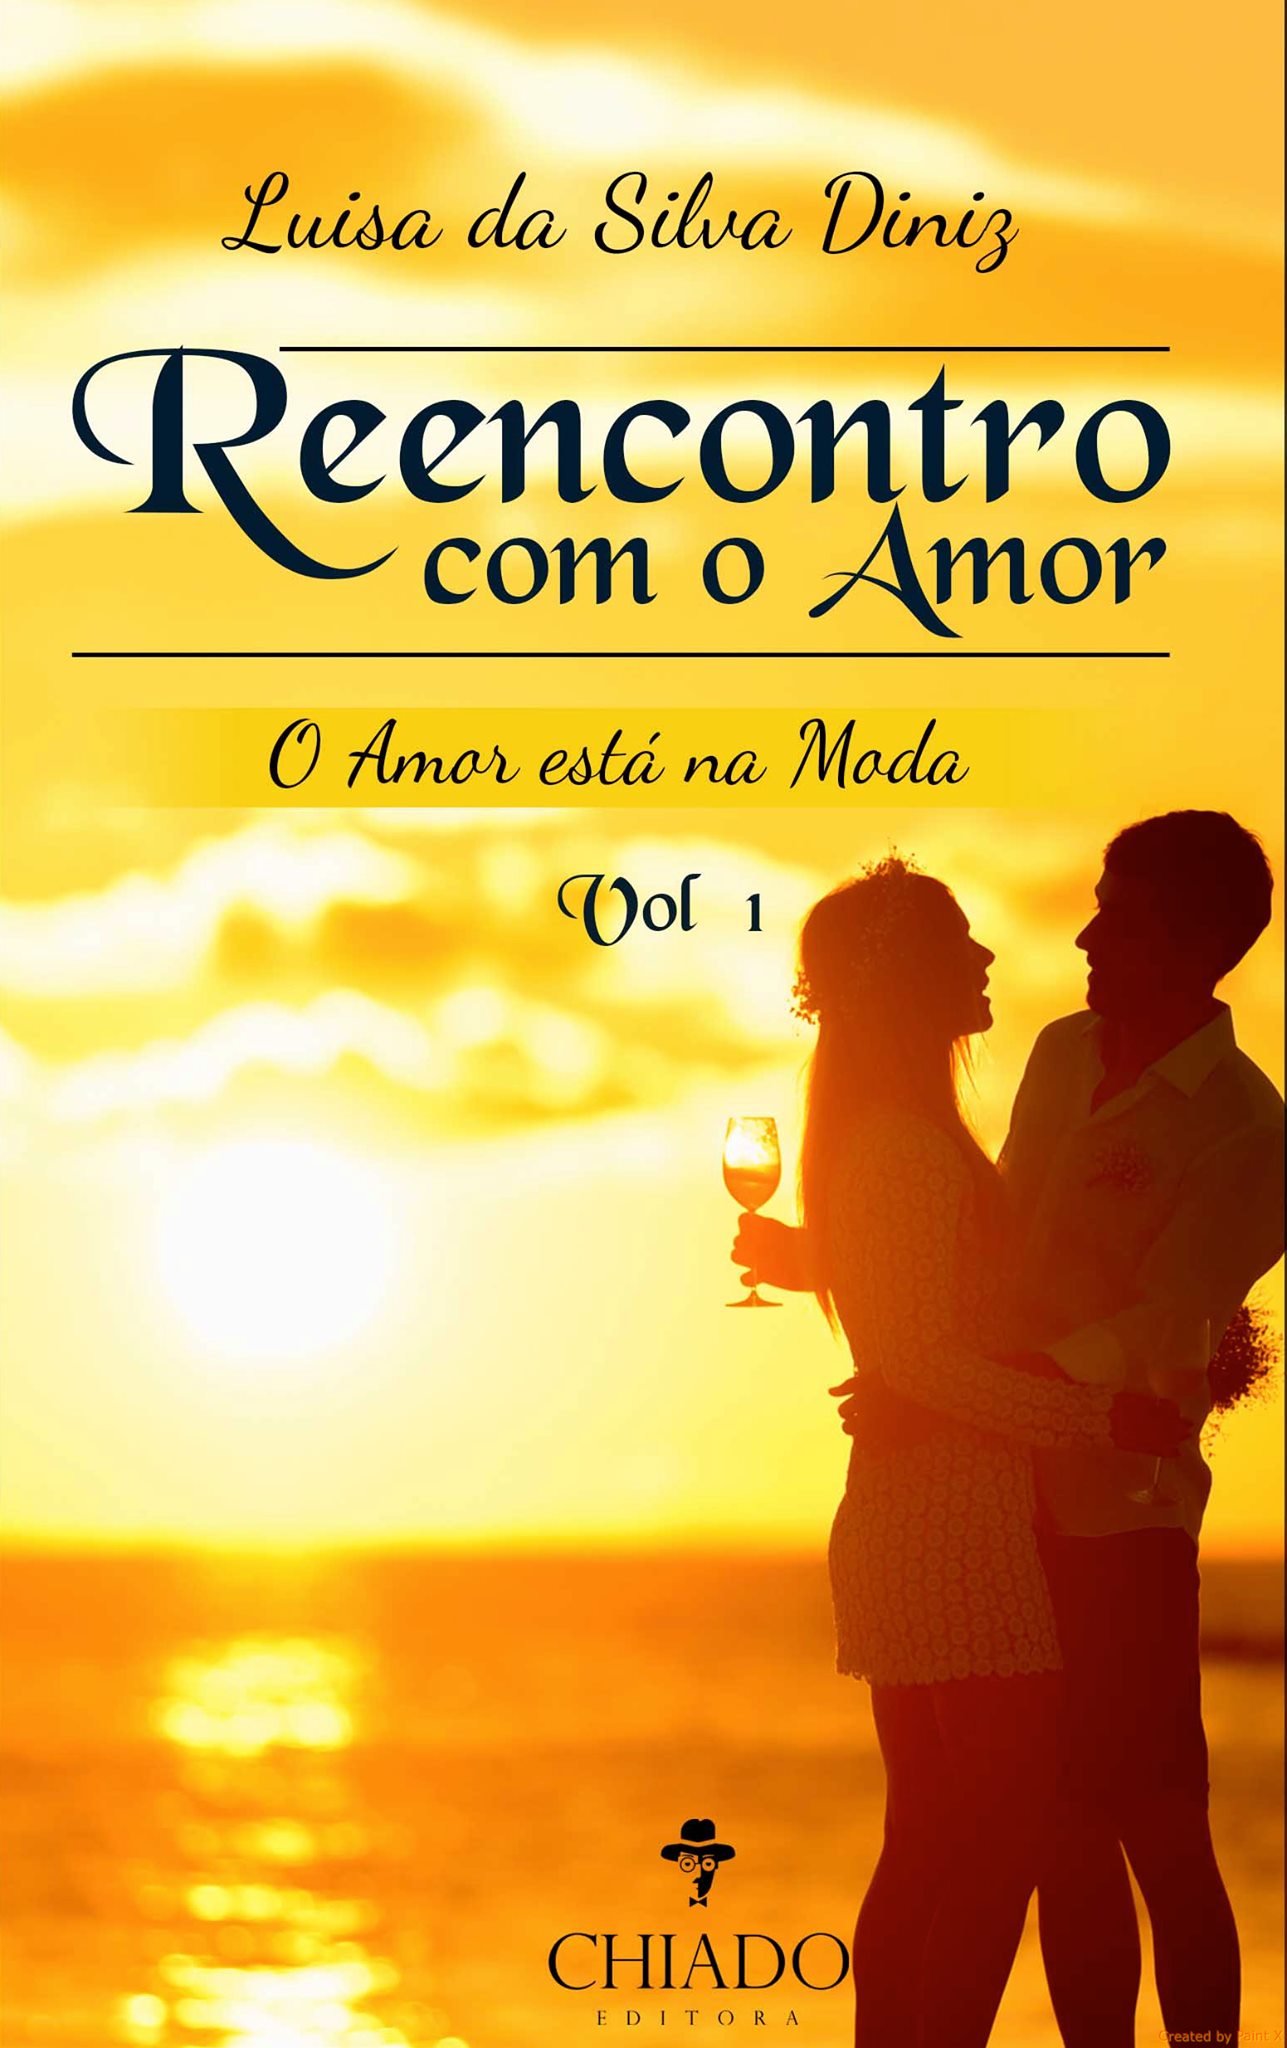 Luisa da Silva Diniz
Reencontro
com o Amor
O Amor está na Moda
Vol 1
CHIADO
EDITORA
Created by Paint X